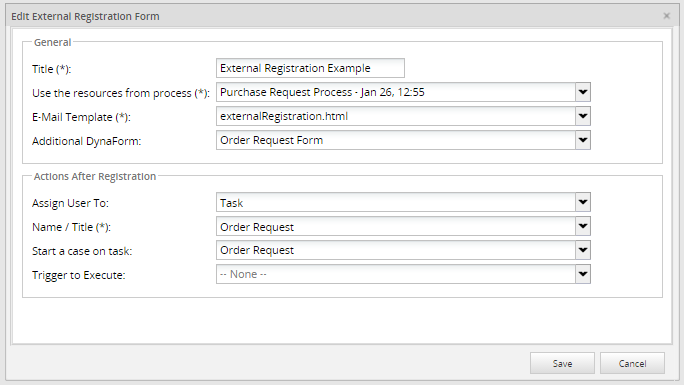 Edit External Registration Form
General
Title (*): External Registration Example
Use the resources from process (*): Purchase Request Process - Jan 26, 12:55
E-Mail Template (*): externalRegistration.html
Additional DynaForm: Order Request Form
Actions After Registration
Assign User To: Task
Name / Title (*): Order Request
Start a case on task: Order Request
Trigger to Execute: -- None --
Save Cancel